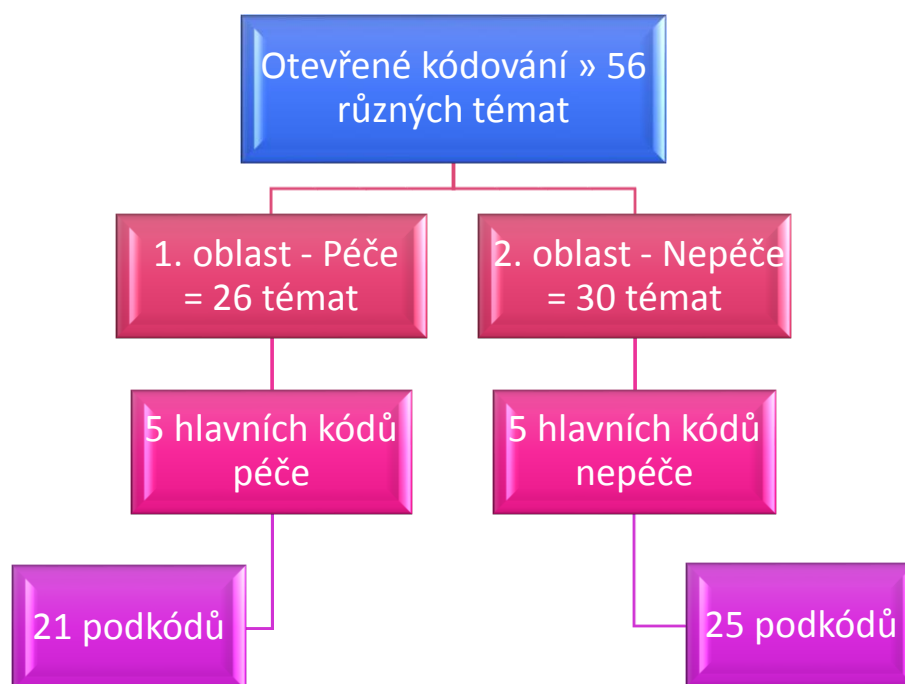 Otevřené kódování » 56
různých témat
1. oblast - Péče
= 26 témat
2. oblast - Nepéče
= 30 témat
5 hlavních kódů
péče
5 hlavních kódů
nepéče
21 podkódů
25 podkódů